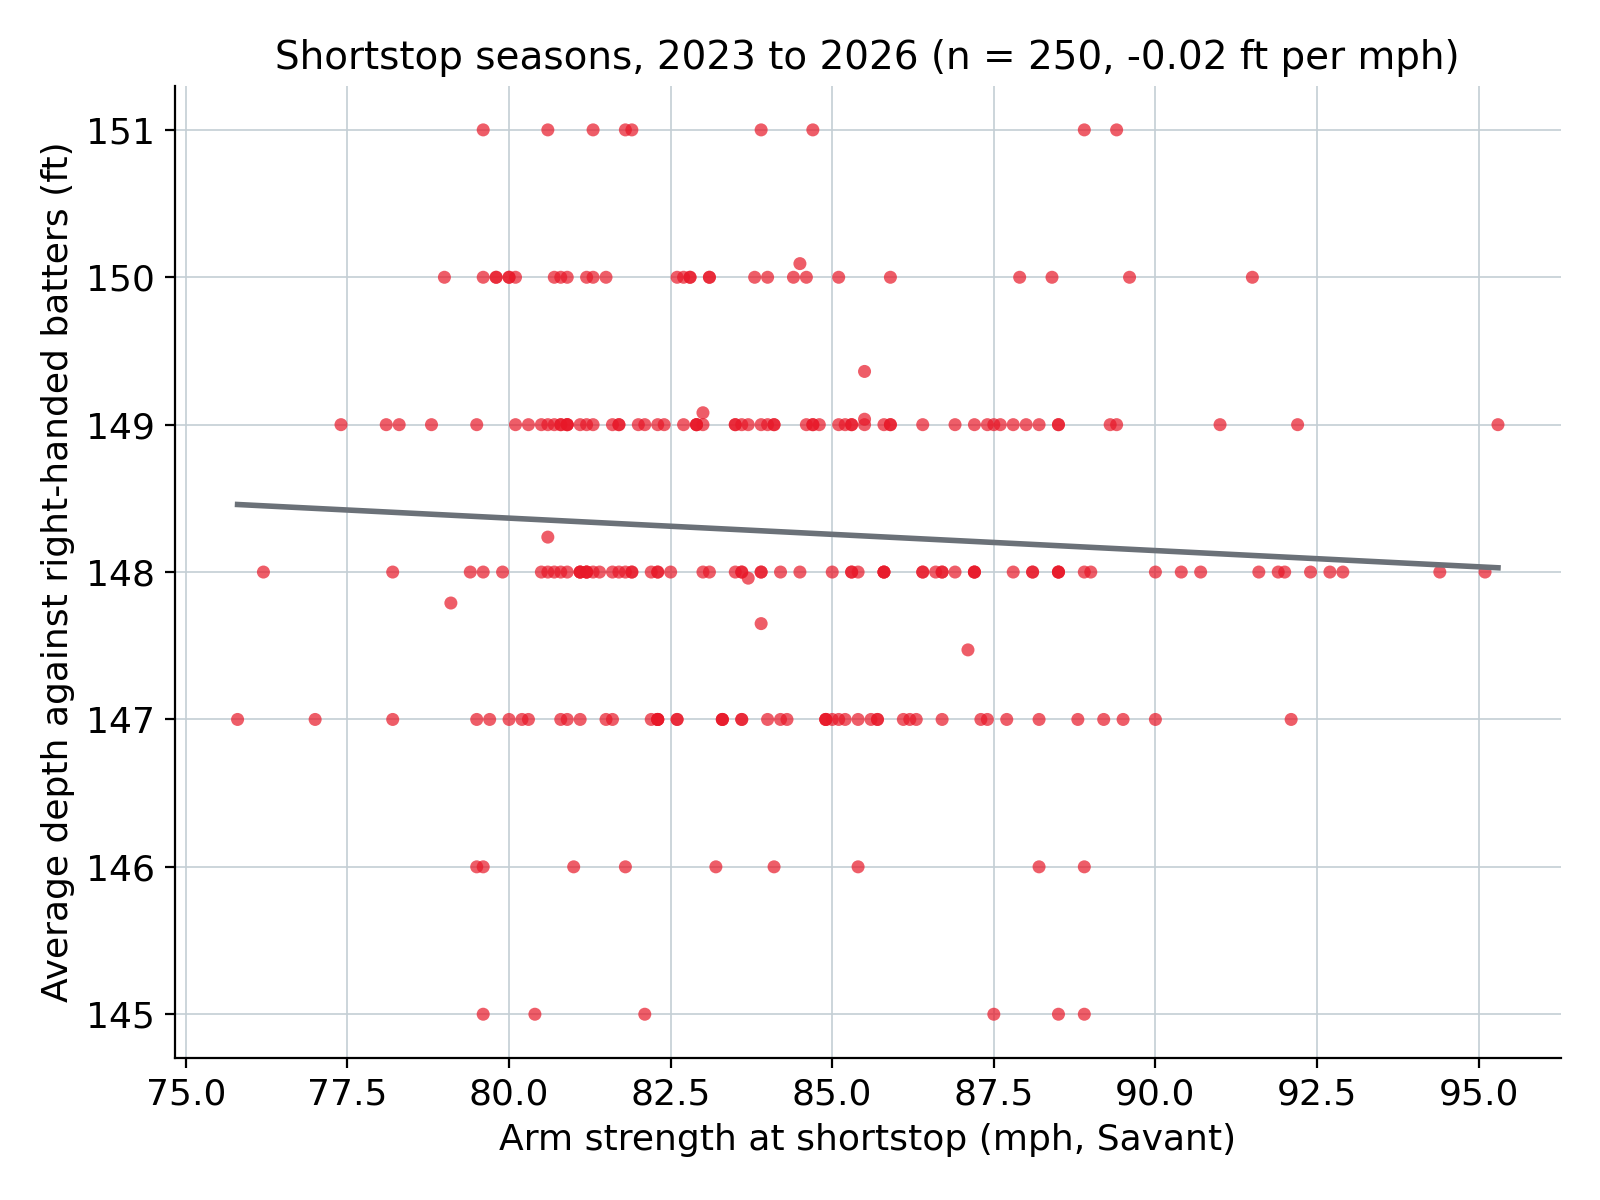 Shortstop seasons, 2023 to 2026 (n = 250, -0.02 ft per mph)
Average depth against right-handed batters (ft)
151
150
149
148
147
146
145
75.0 77.5 80.0 82.5 85.0 87.5 90.0 92.5 95.0
Arm strength at shortstop (mph, Savant)